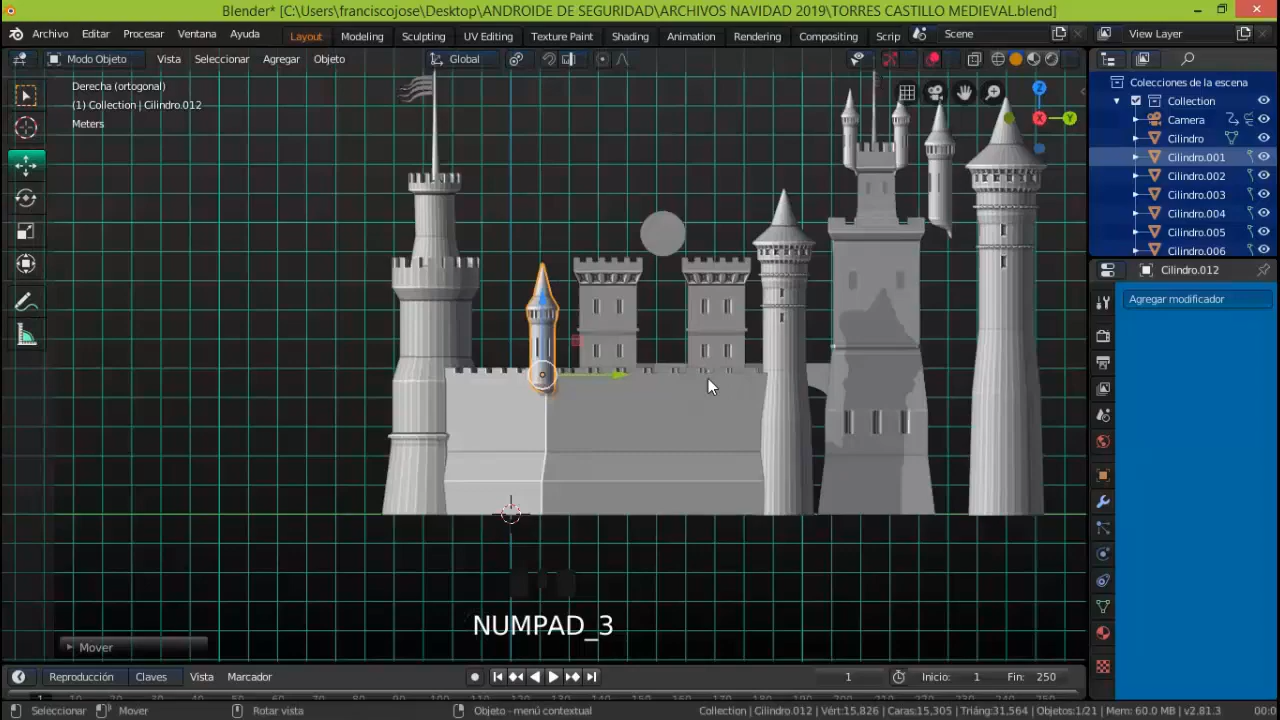 Blender* [C:\Users\franciscojose\Desktop\ANDROIDE DE SEGURIDAD\ARCHIVOS NAVIDAD 2019\TORRES CASTILLO MEDIEVAL.blend]
Archivo Editar Procesar Ventana Ayuda Layout Modeling Sculpting UV Editing Texture Paint Shading Animation Rendering Compositing Scrip Scene View Layer
Modo Objeto Vista Seleccionar Agregar Objeto Global
Derecha (ortogonal)
(1) Collection | Cilindro.012
Meters
Colecciones de la escena
Collection
Camera
Cilindro
Cilindro.001
Cilindro.002
Cilindro.003
Cilindro.004
Cilindro.005
Cilindro.006
Cilindro.012
Agregar modificador
Z
X
Y
NUMPAD_3
Mover
Reproducción Claves Vista Marcador 1 Inicio: 1 Fin: 250
Seleccionar Mover Rotar vista Objeto - menú contextual Collection | Cilindro.012 | Vért:15,826 | Caras:15,305 | Triáng:31,564 | Objetos:1/21 | Mem: 60.0 MB | v2.81.3 00:0